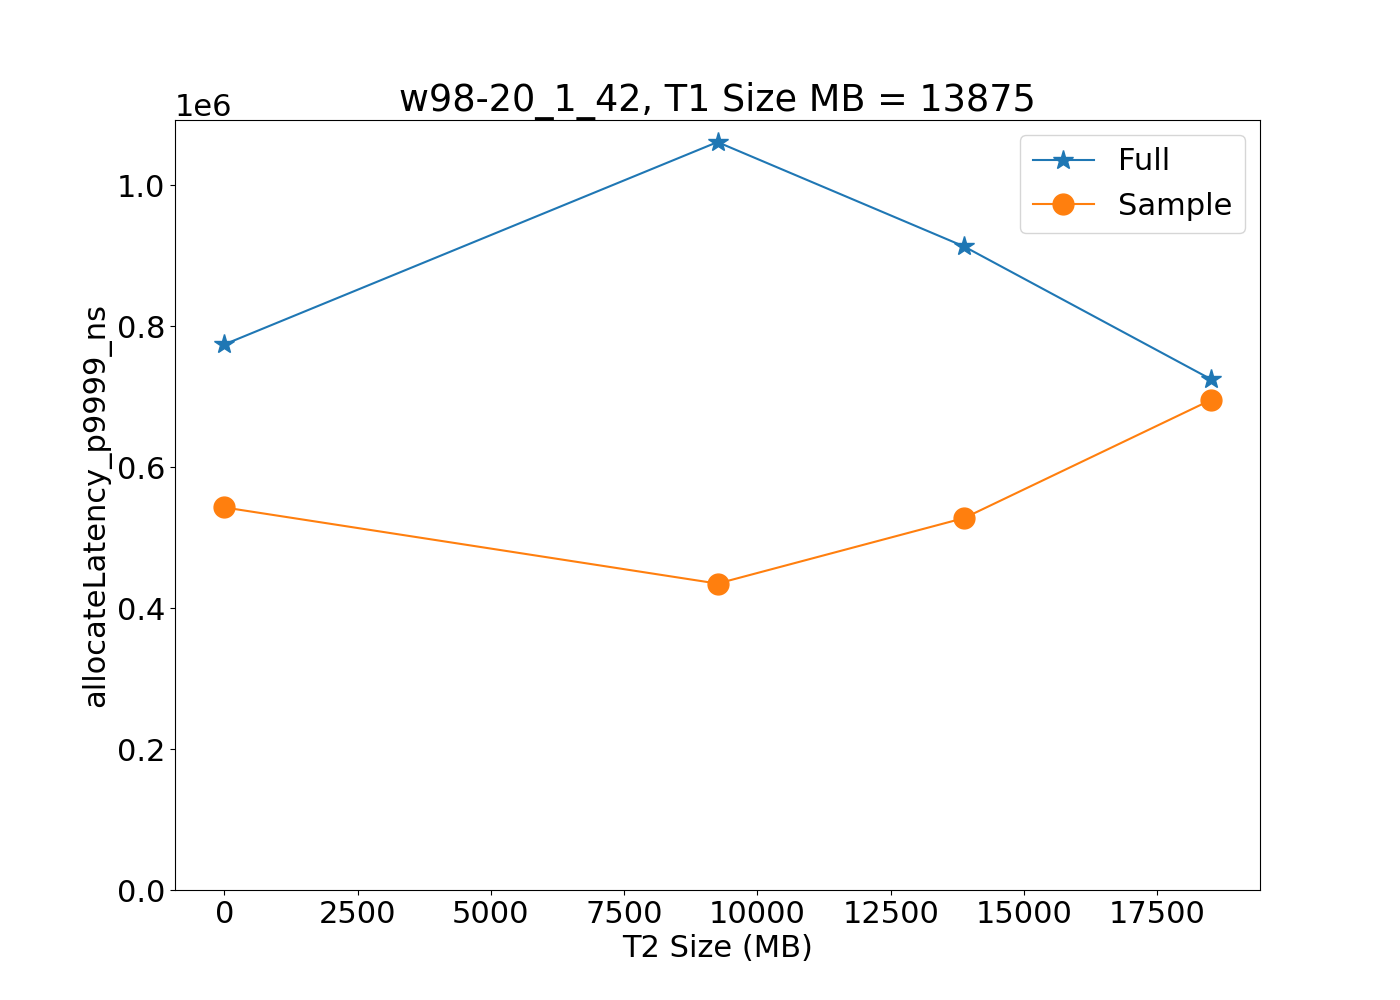 w98-20_1_42, T1 Size MB = 13875
1e6
Full
Sample
1.0
0.8
0.6
0.4
0.2
0.0
allocateLatency_p9999_ns
0 2500 5000 7500 10000 12500 15000 17500
T2 Size (MB)